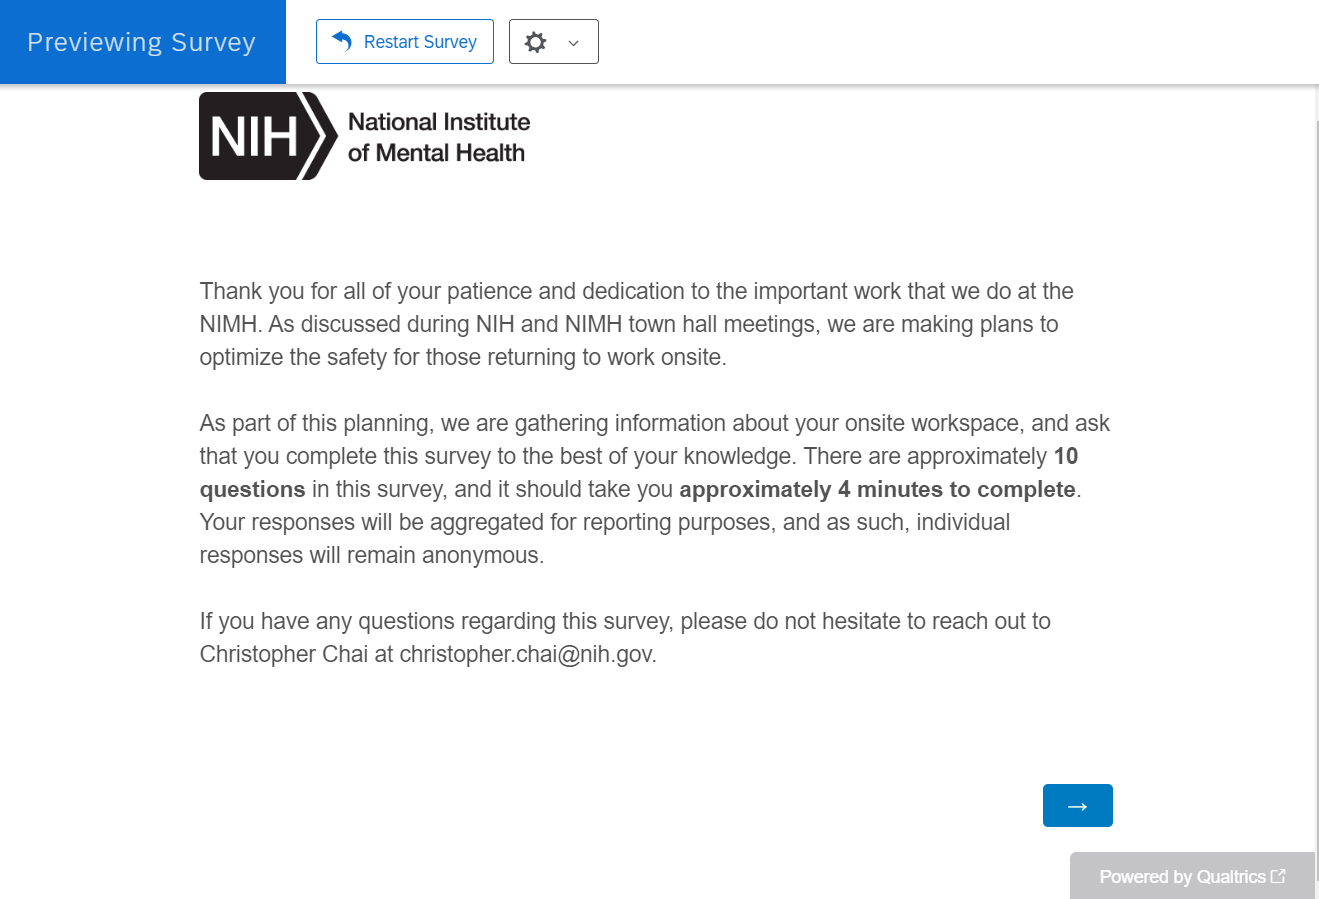 Previewing Survey
Restart Survey
NIH
National Institute
of Mental Health
Thank you for all of your patience and dedication to the important work that we do at the
NIMH. As discussed during NIH and NIMH town hall meetings, we are making plans to
optimize the safety for those returning to work onsite.
As part of this planning, we are gathering information about your onsite workspace, and ask
that you complete this survey to the best of your knowledge. There are approximately 10
questions in this survey, and it should take you approximately 4 minutes to complete.
Your responses will be aggregated for reporting purposes, and as such, individual
responses will remain anonymous.
If you have any questions regarding this survey, please do not hesitate to reach out to
Christopher Chai at christopher.chai@nih.gov.
→
Powered by Qualtrics